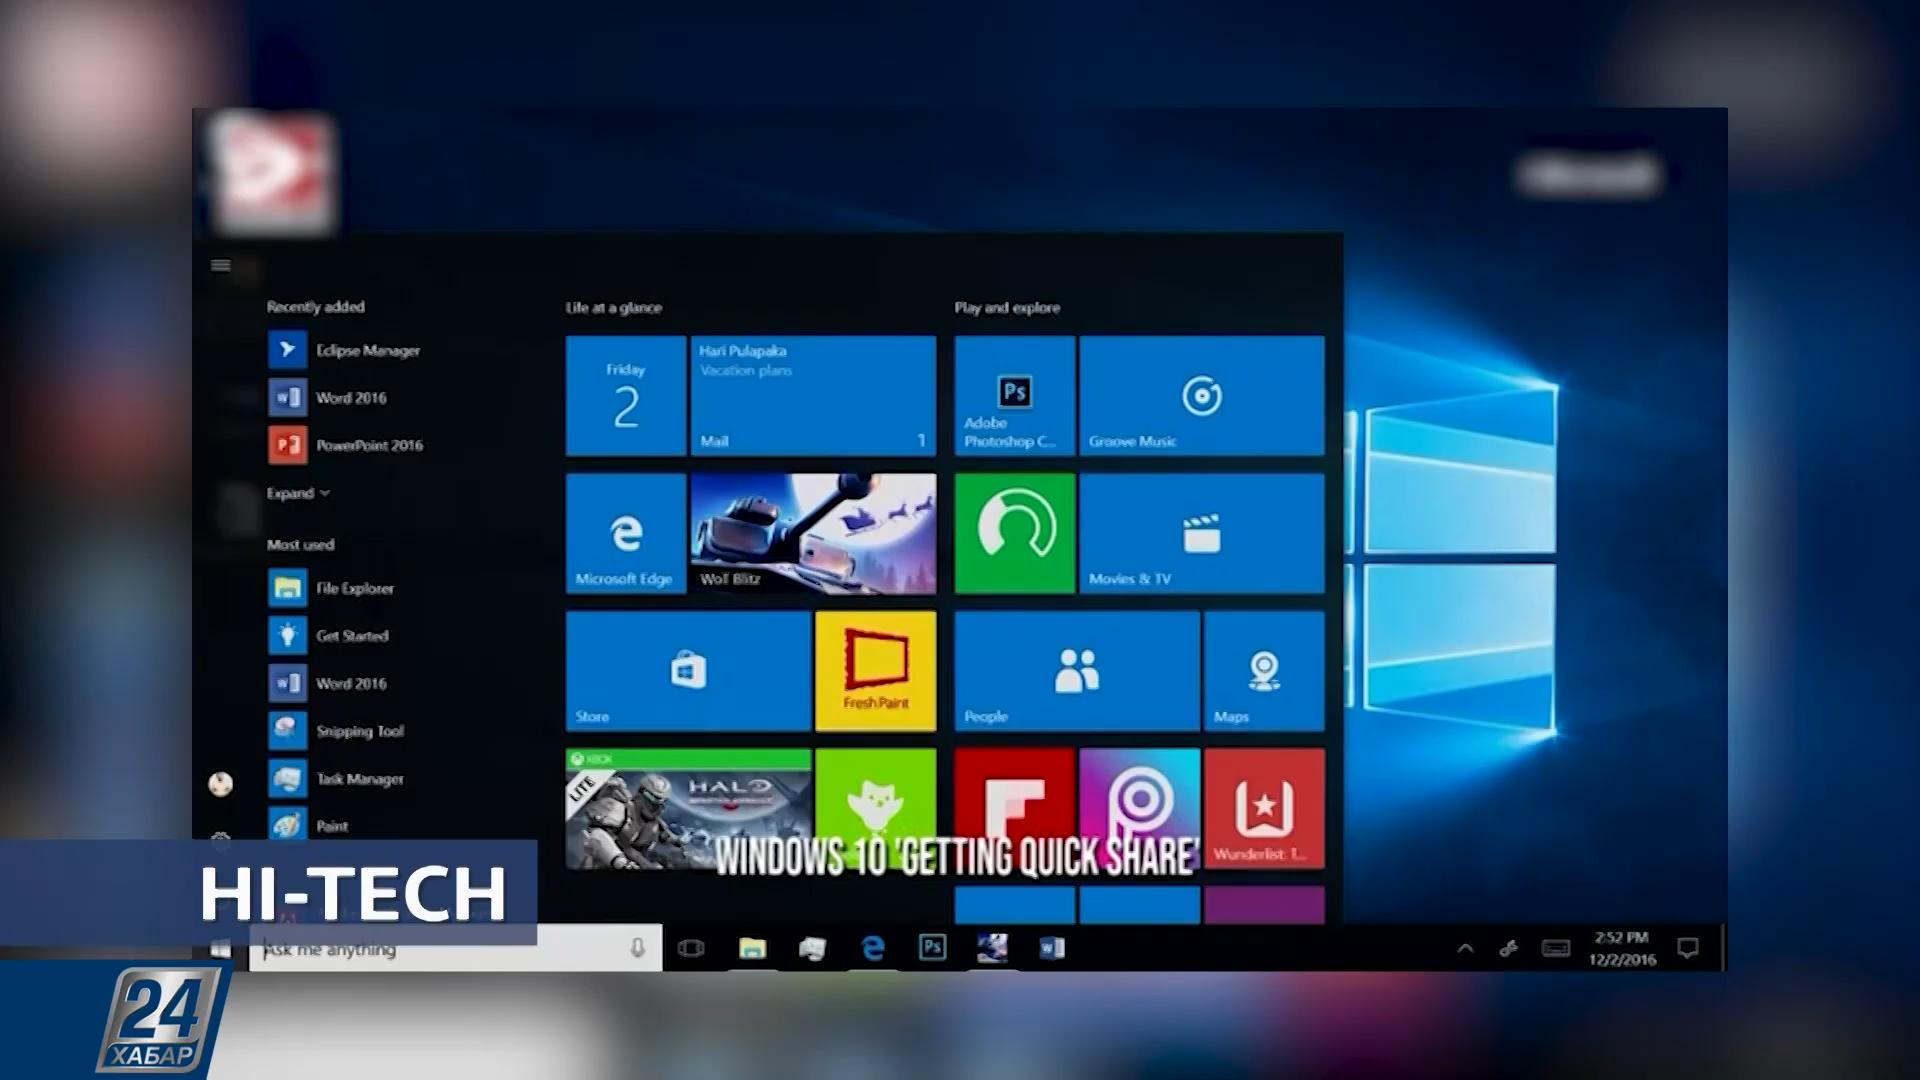 Recently added
Eclipse Manager
Word 2016
PowerPoint 2016
Expand
Most used
File Explorer
Get Started
Word 2016
Snipping Tool
Task Manager
Paint
Life at a glance
Friday
2
Hari Pulapaka
Vacation plans
Mail 1
Microsoft Edge
WoT Blitz
Store
Fresh Paint
XBOX
LITE
HALO
Play and explore
Ps
Adobe
Photoshop C...
Groove Music
Movies & TV
People
Maps
Wunderlist: T...
WINDOWS 10 'GETTING QUICK SHARE'
HI-TECH
Ask me anything
Ps
2:52 PM
12/2/2016
24
ХАБАР